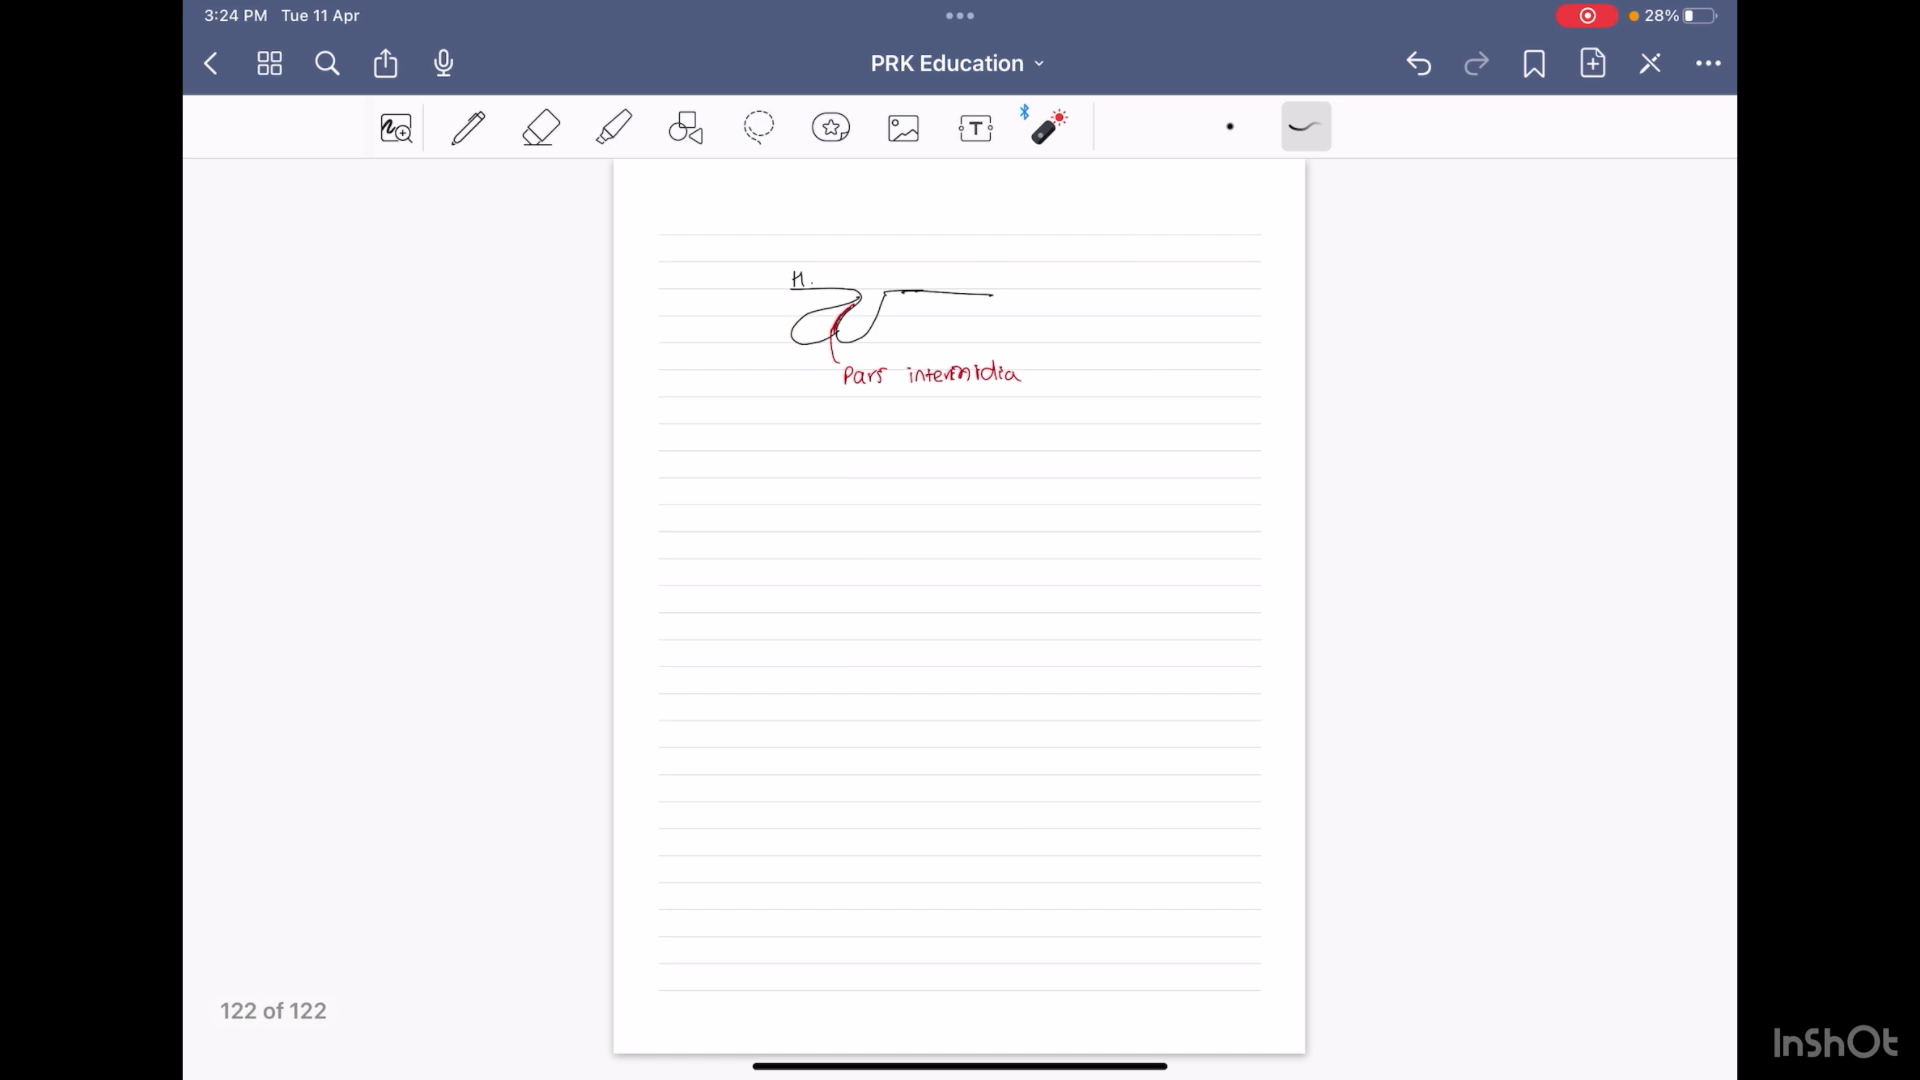 3:24 PM Tue 11 Apr
28%
PRK Education
T
H.
Pars intermidia
122 of 122
InShOt